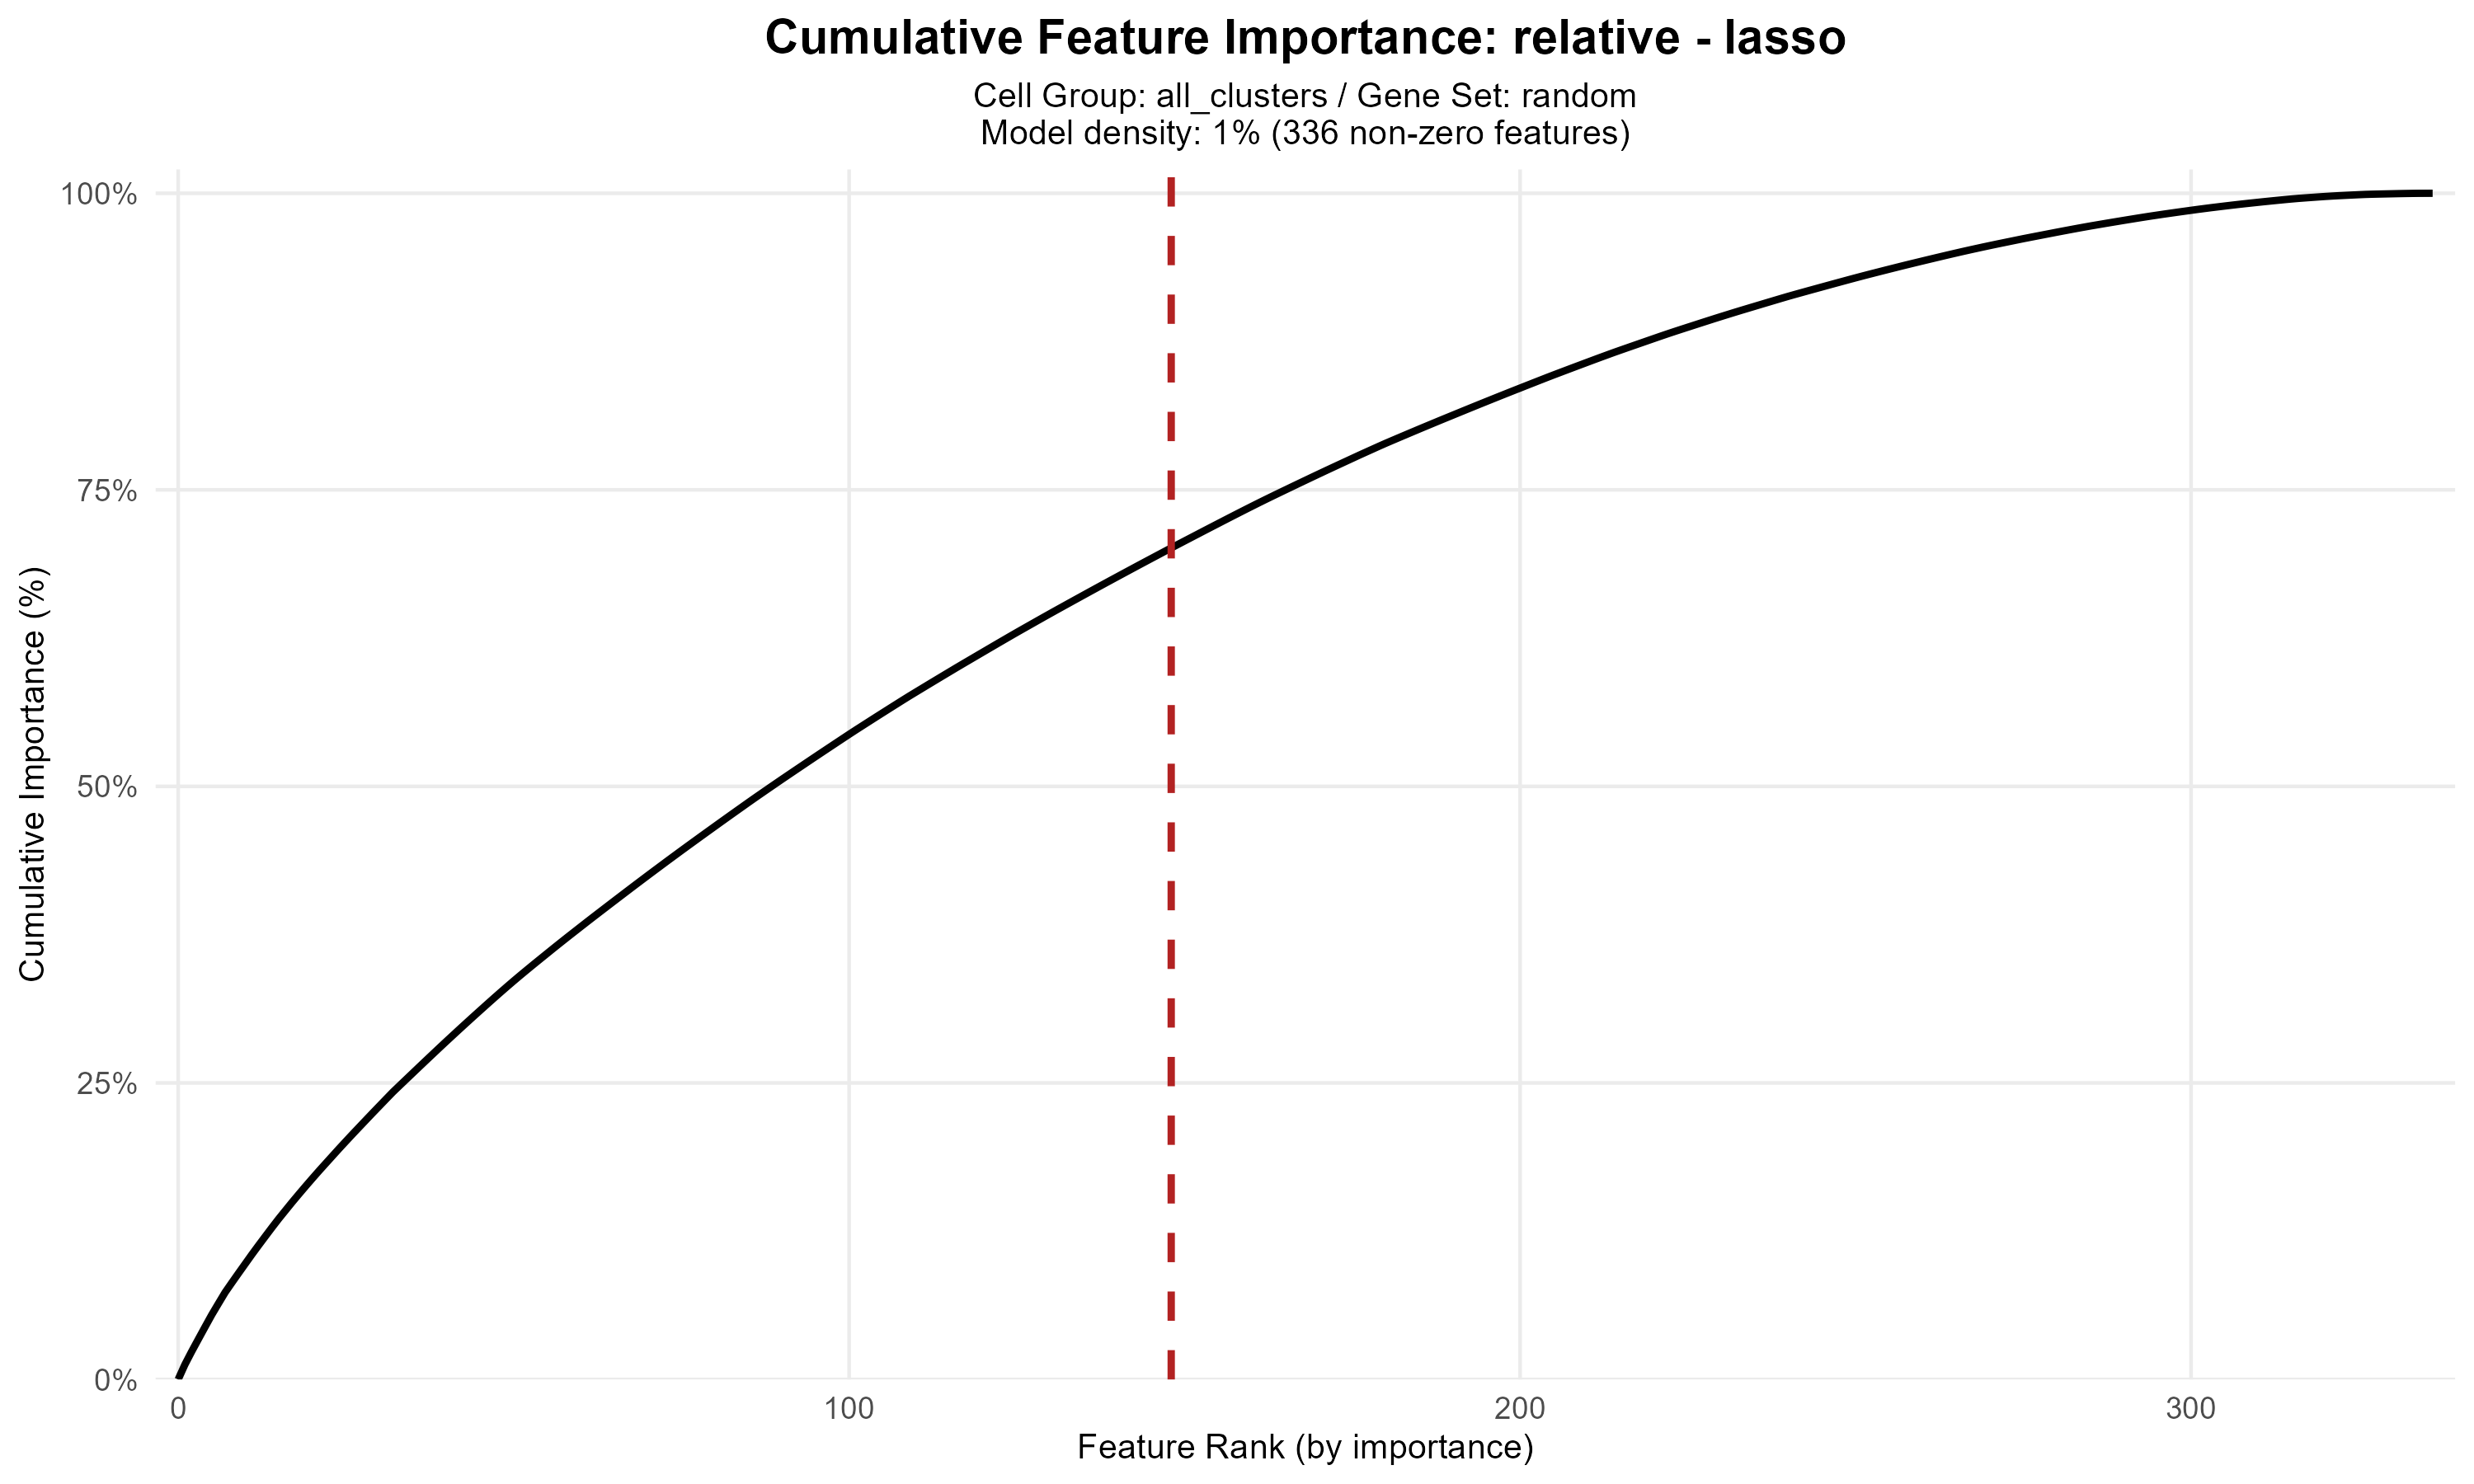 Cumulative Feature Importance: relative - lasso
Cell Group: all_clusters / Gene Set: random
Model density: 1% (336 non-zero features)
Cumulative Importance (%)
100%
75%
50%
25%
0%
0 100 200 300
Feature Rank (by importance)